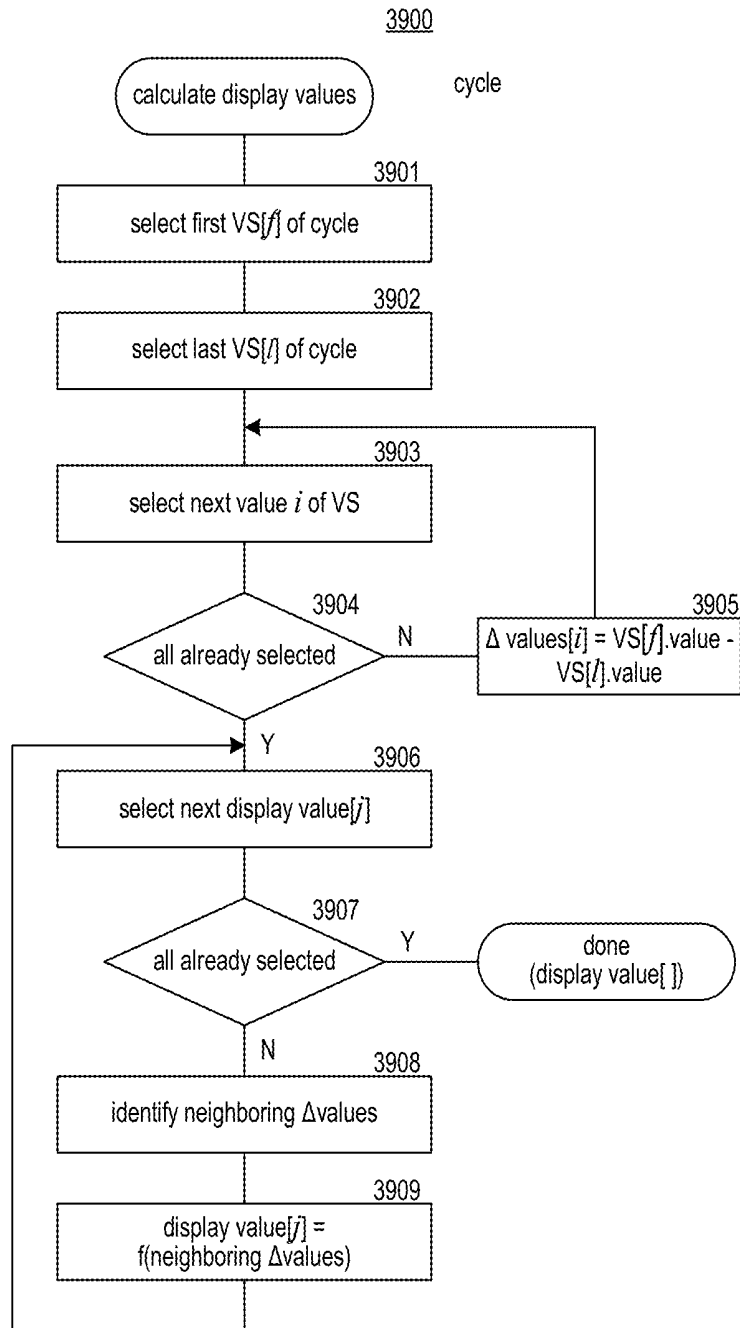 3900
calculate display values
cycle
3901
select first VS[f] of cycle
3902
select last VS[l] of cycle
3903
select next value i of VS
3904
all already selected
N
3905
Δ values[i] = VS[f].value -
VS[l].value
Y
3906
select next display value[j]
3907
all already selected
Y
done
(display value[ ])
N
3908
identify neighboring Δvalues
3909
display value[j] =
f(neighboring Δvalues)